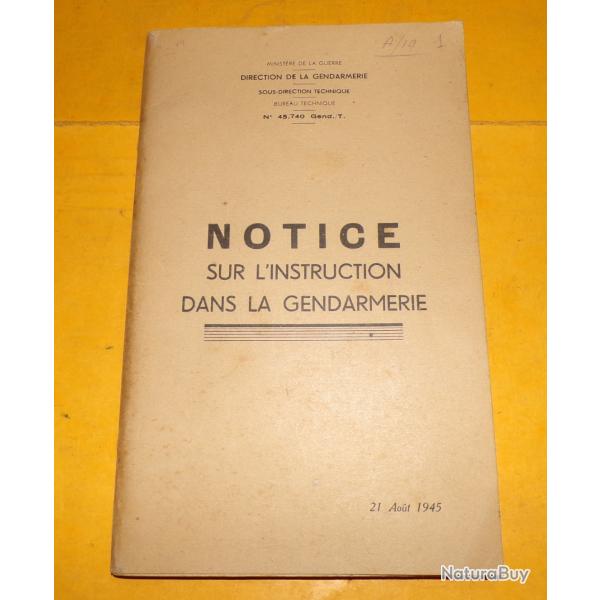 A/19 1
MINISTÈRE DE LA GUERRE
DIRECTION DE LA GENDARMERIE
SOUS-DIRECTION TECHNIQUE
BUREAU TECHNIQUE
N° 45.740 Gend. T.
NOTICE
SUR L'INSTRUCTION
DANS LA GENDARMERIE
21 Août 1945
NaturaBuy